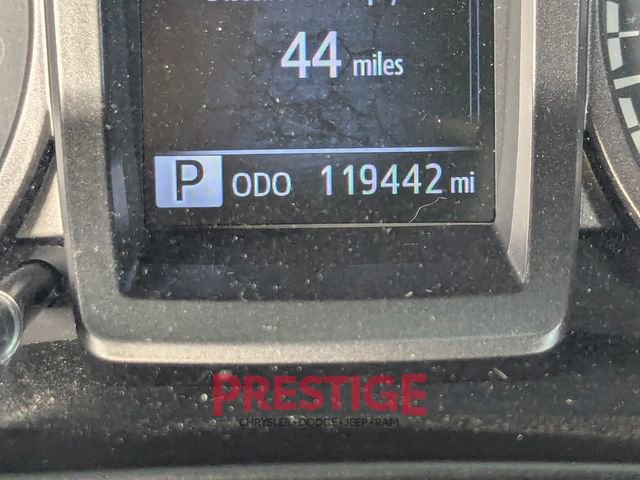 44 miles
P ODO 119442 mi
PRESTIGE
CHRYSLER•DODGE•JEEP•RAM